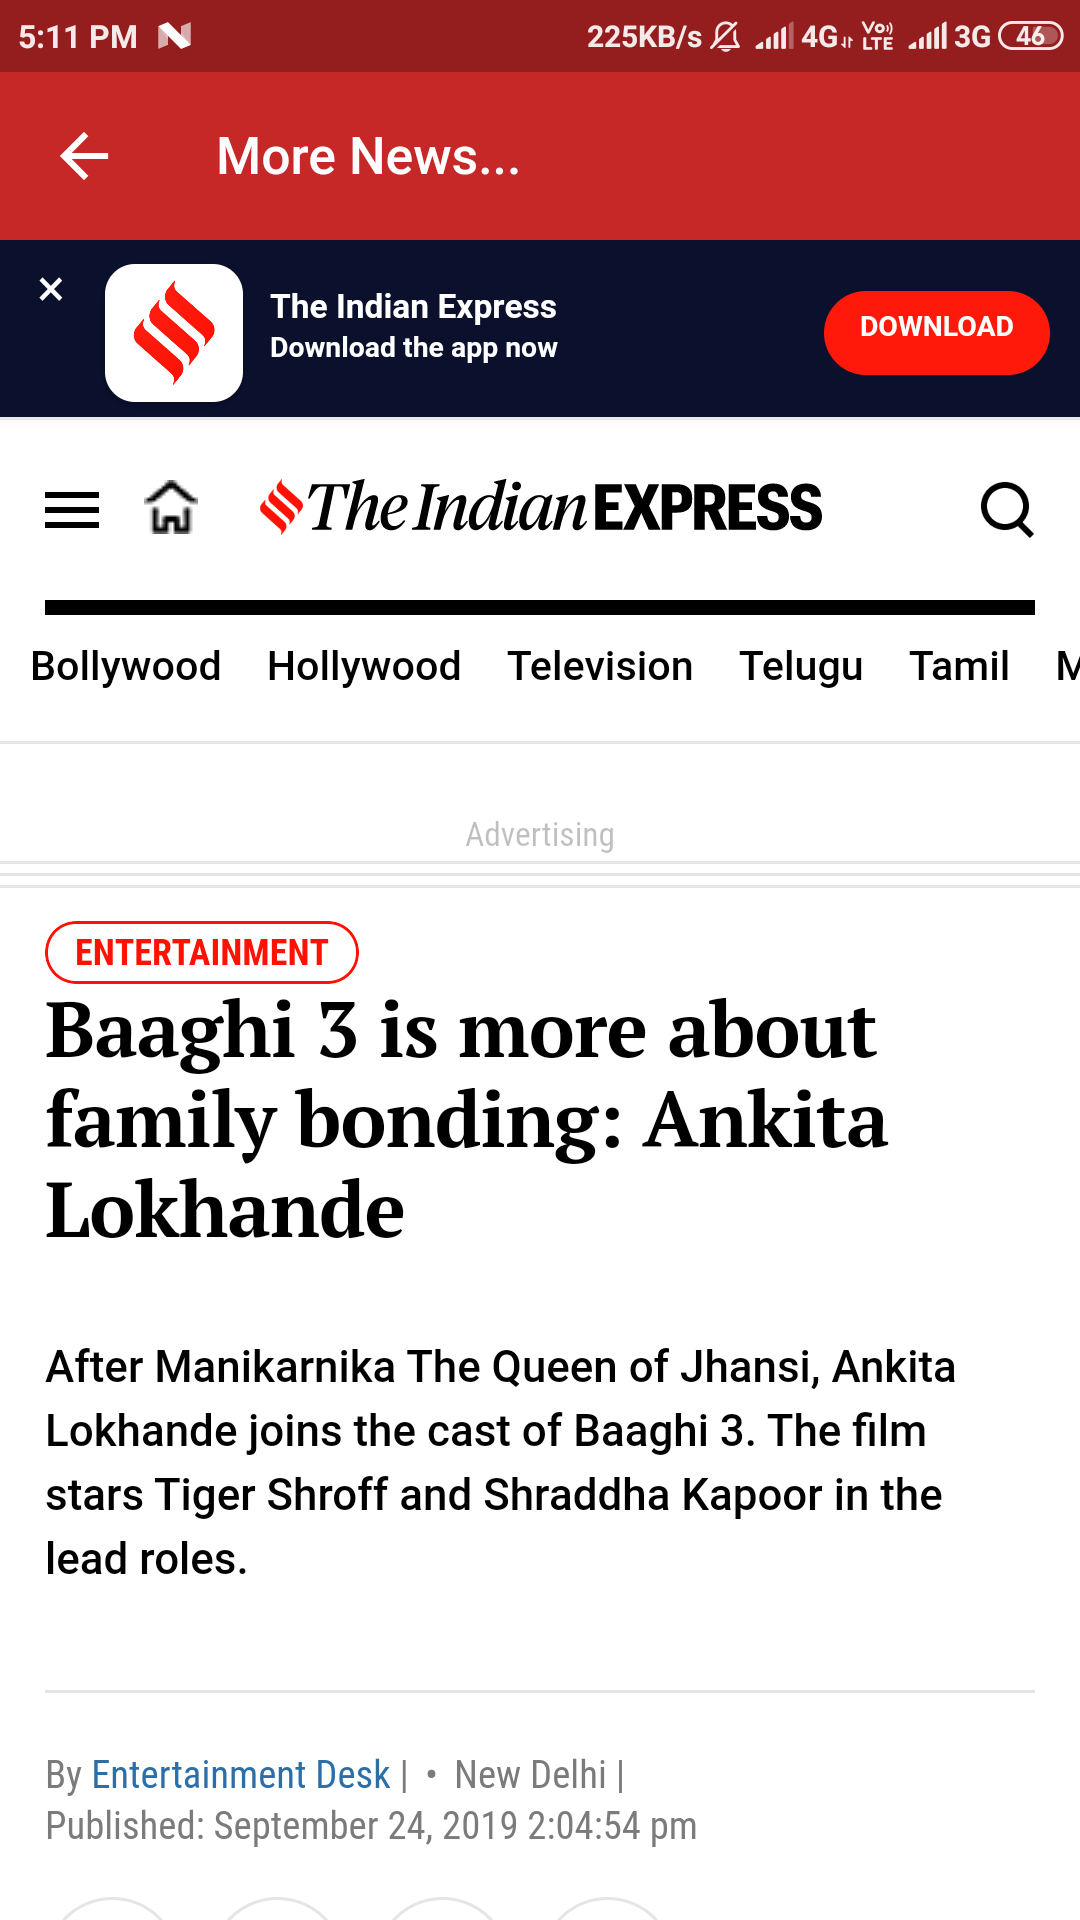 5:11 PM 225KB/s 4G VoLTE 3G 46
More News...
The Indian Express
Download the app now
DOWNLOAD
The Indian EXPRESS
Bollywood Hollywood Television Telugu Tamil M
Advertising
ENTERTAINMENT
Baaghi 3 is more about
family bonding: Ankita
Lokhande
After Manikarnika The Queen of Jhansi, Ankita
Lokhande joins the cast of Baaghi 3. The film
stars Tiger Shroff and Shraddha Kapoor in the
lead roles.
By Entertainment Desk | • New Delhi |
Published: September 24, 2019 2:04:54 pm